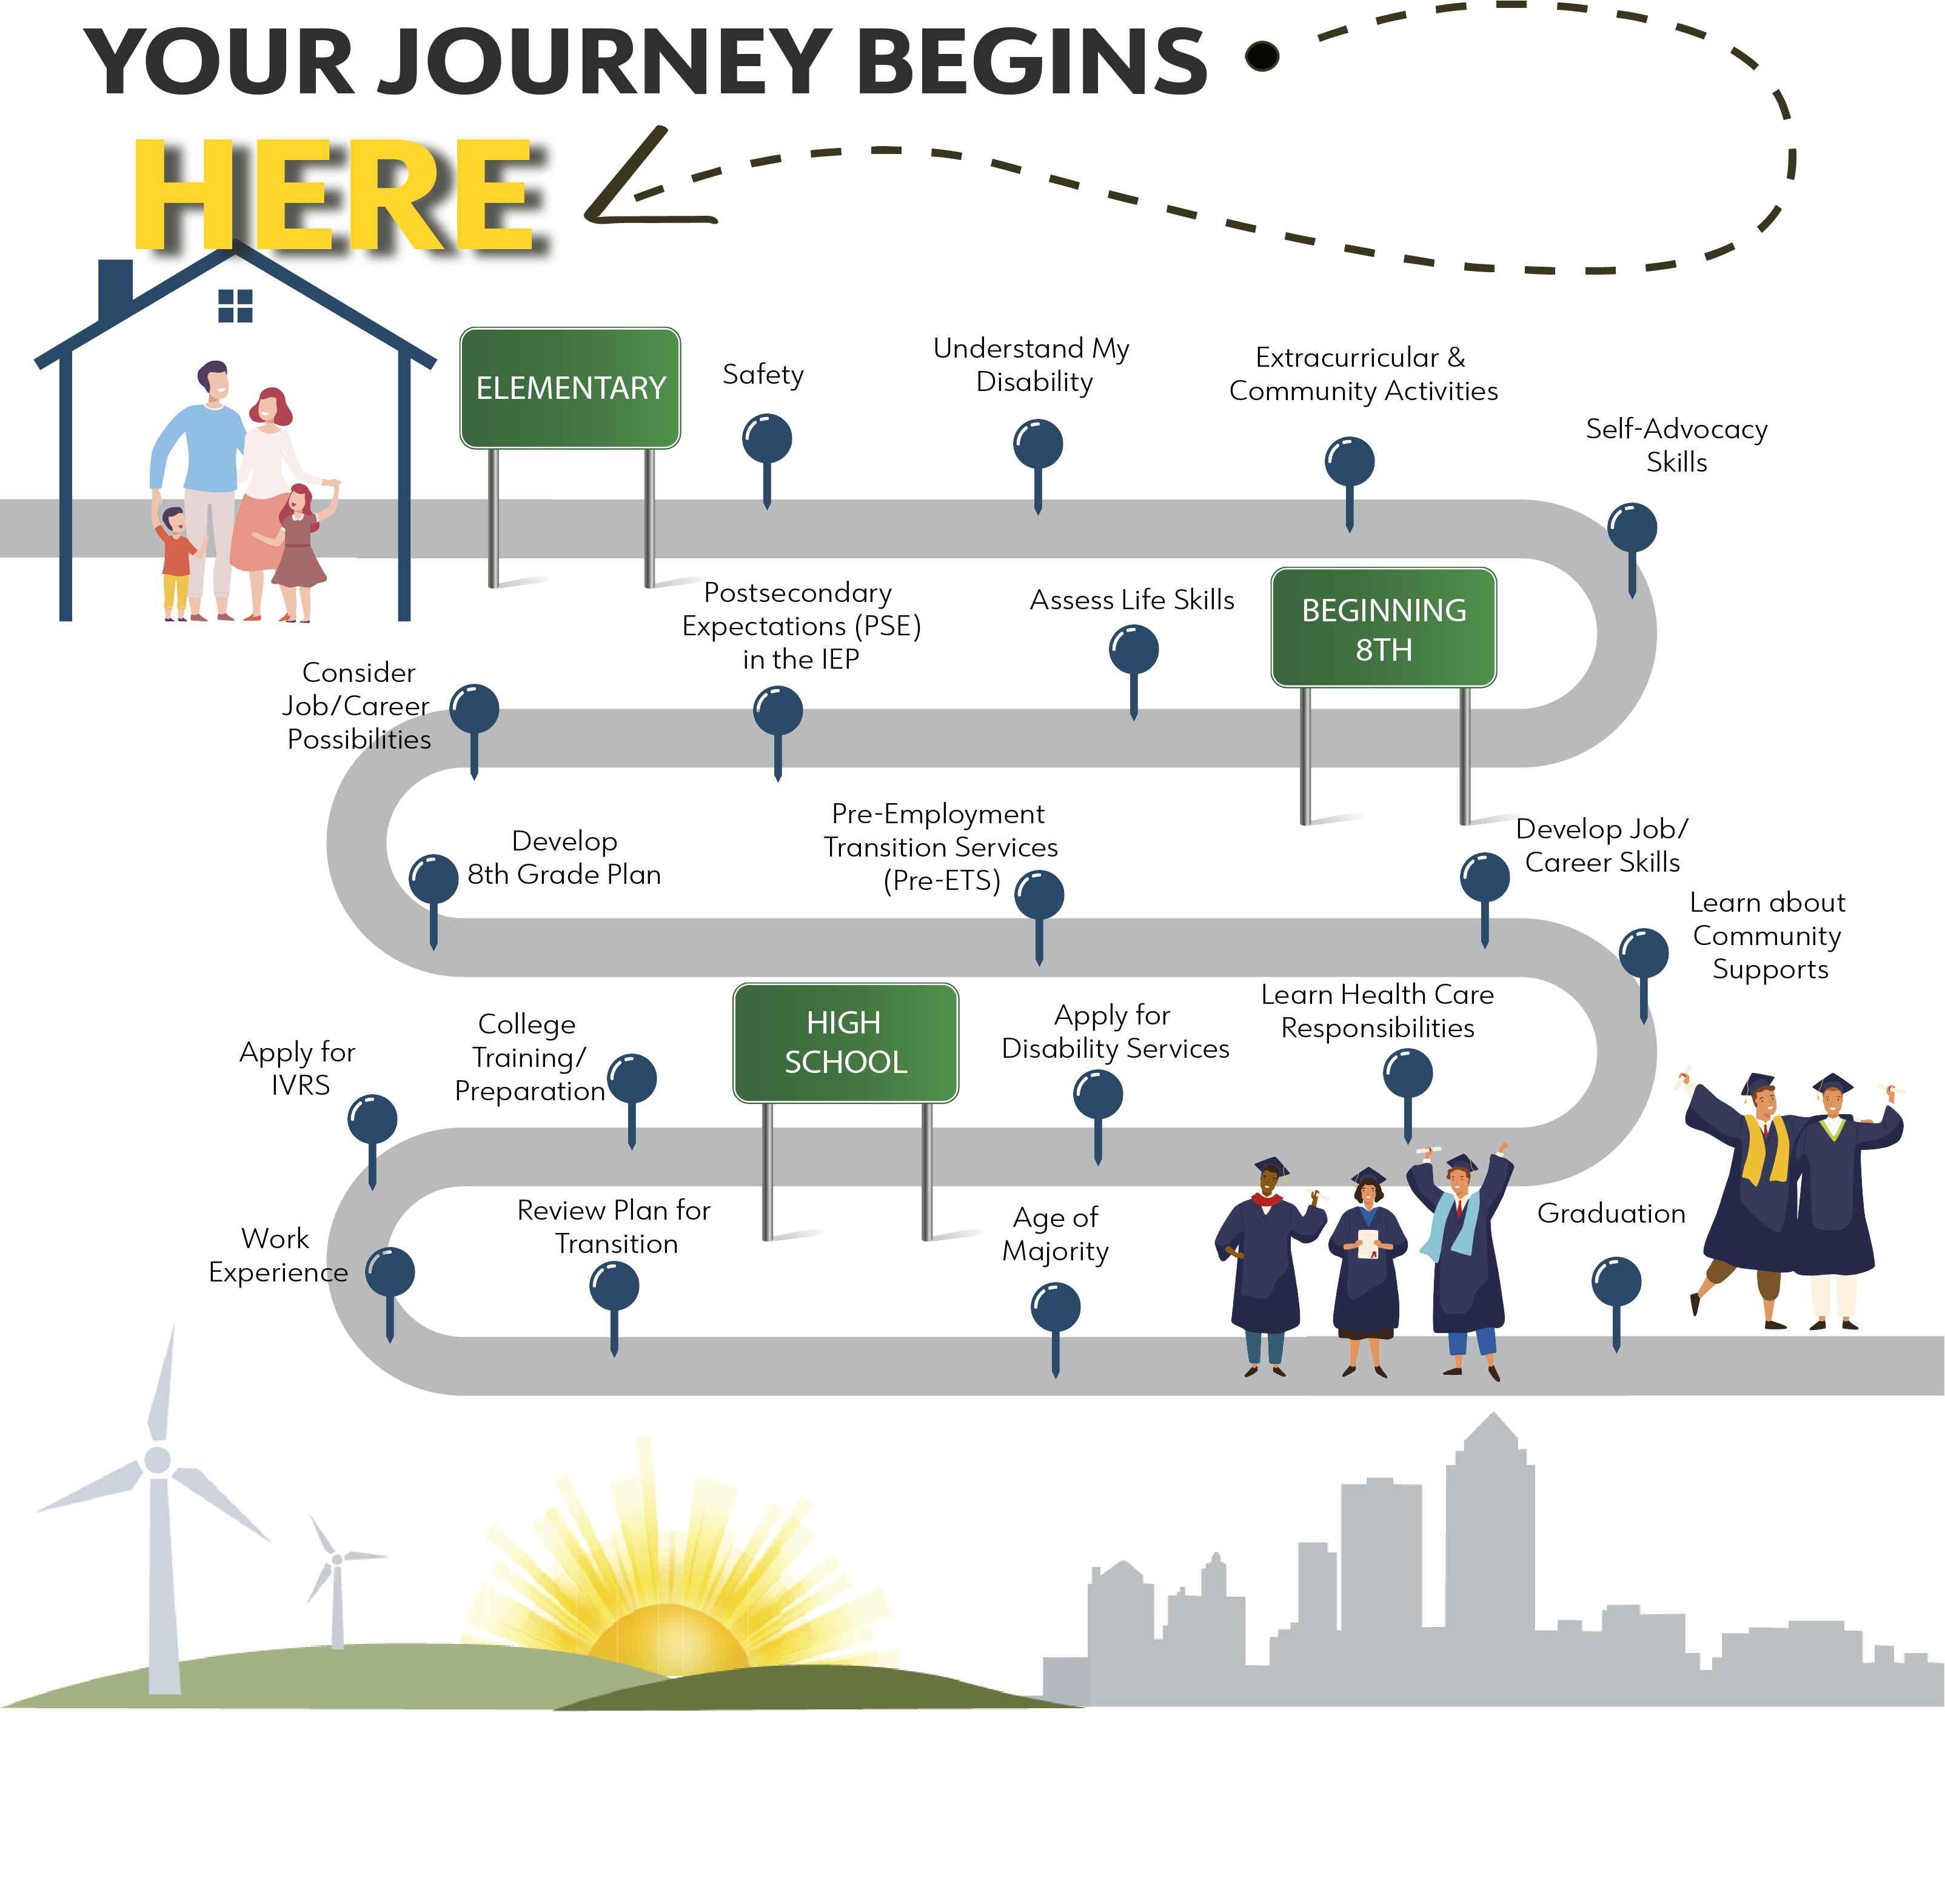 YOUR JOURNEY BEGINS
HERE
ELEMENTARY
Safety
Understand My
Disability
Extracurricular &
Community Activities
Self-Advocacy
Skills
BEGINNING
8TH
Assess Life Skills
Postsecondary
Expectations (PSE)
in the IEP
Consider
Job/Career
Possibilities
Develop
8th Grade Plan
Pre-Employment
Transition Services
(Pre-ETS)
Develop Job/
Career Skills
Learn about
Community
Supports
Learn Health Care
Responsibilities
Apply for
Disability Services
HIGH
SCHOOL
College
Training/
Preparation
Apply for
IVRS
Work
Experience
Review Plan for
Transition
Age of
Majority
Graduation